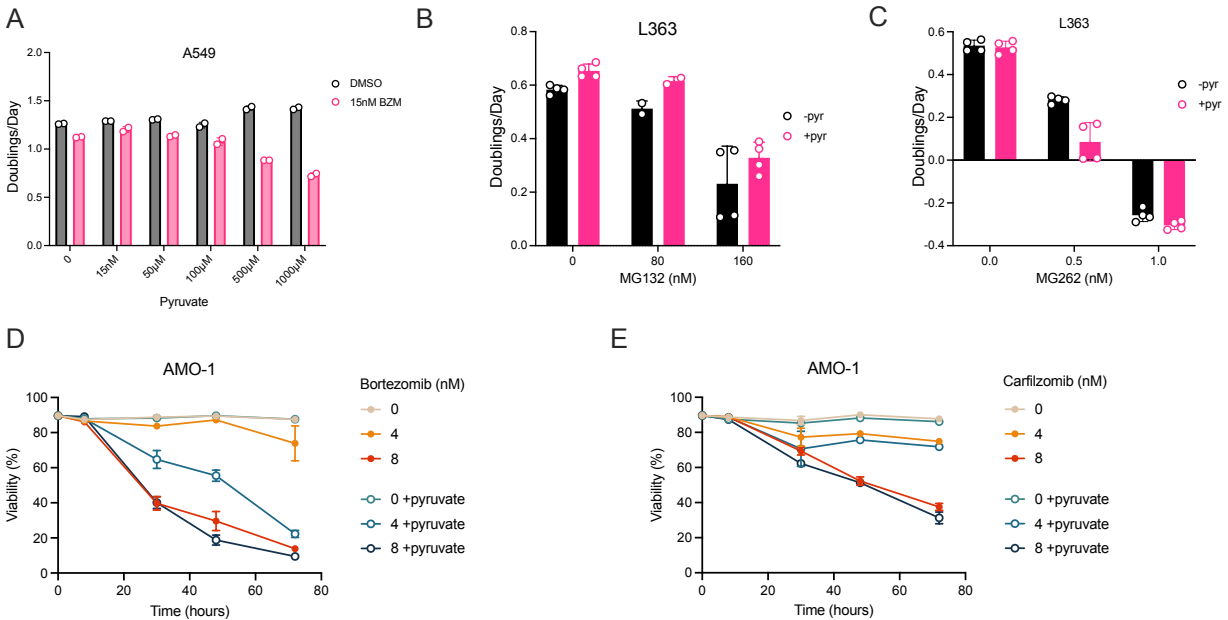 A
A549
Doublings/Day
2.0
1.5
1.0
0.5
0.0
DMSO
15nM BZM
0
15nM
50µM
100µM
500µM
1000µM
Pyruvate
B
L363
Doublings/Day
0.8
0.6
0.4
0.2
0.0
-pyr
+pyr
0
80
160
MG132 (nM)
C
L363
Doublings/Day
0.6
0.4
0.2
0.0
-0.2
-0.4
-pyr
+pyr
0.0
0.5
1.0
MG262 (nM)
D
AMO-1
Viability (%)
100
80
60
40
20
0
0
20
40
60
80
Time (hours)
Bortezomib (nM)
0
4
8
0 +pyruvate
4 +pyruvate
8 +pyruvate
E
AMO-1
Viability (%)
100
80
60
40
20
0
0
20
40
60
80
Time (hours)
Carfilzomib (nM)
0
4
8
0 +pyruvate
4 +pyruvate
8 +pyruvate